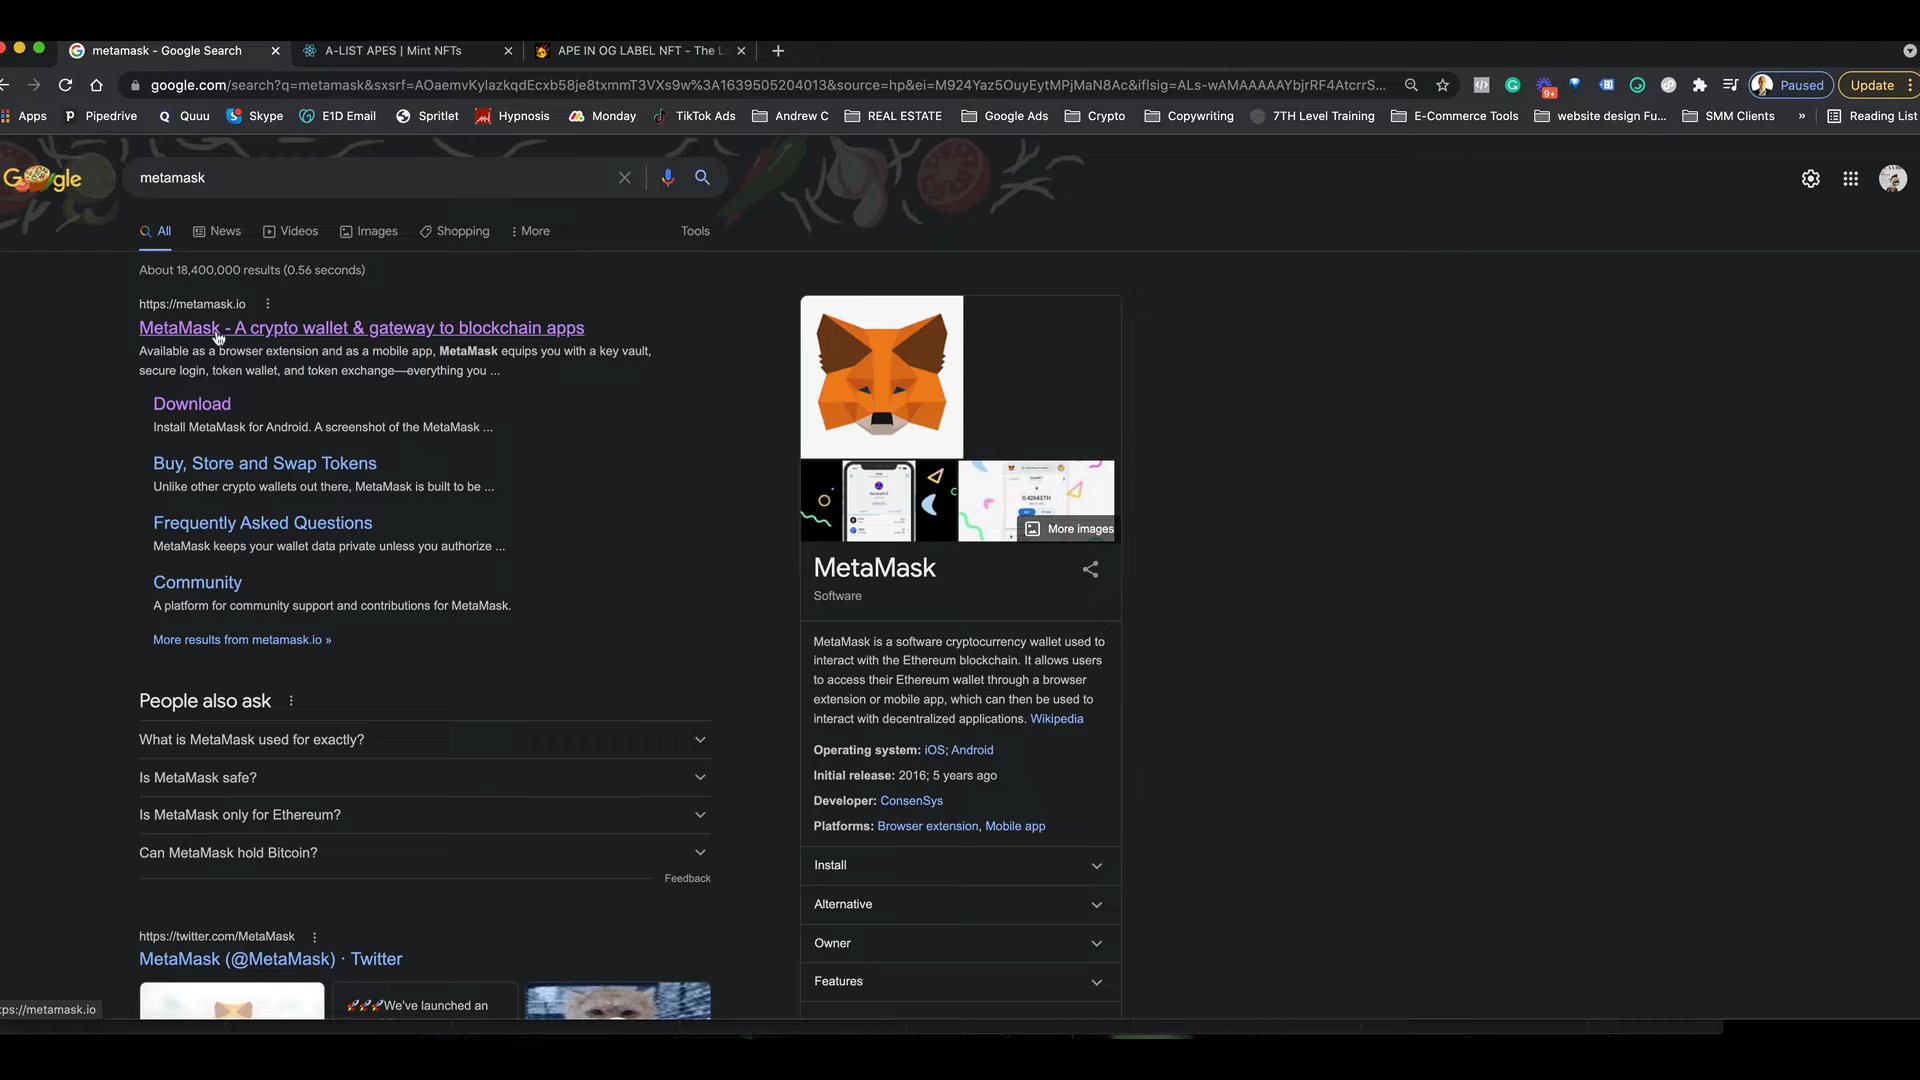 metamask - Google Search
A-LIST APES | Mint NFTs
APE IN OG LABEL NFT - The L
google.com/search?q=metamask&sxsrf=AOaemvKylazkqdEcxb58je8txmmT3VXs9w%3A1639505204013&source=hp&ei=M924Yaz5OuyEytMPjMaN8Ac&iflsig=ALs-wAMAAAAAYbjrRF4AtcrrS...
9+
Paused
Update
Apps
Pipedrive
Quuu
Skype
E1D Email
Spritlet
Hypnosis
Monday
TikTok Ads
Andrew C
REAL ESTATE
Google Ads
Crypto
Copywriting
7TH Level Training
E-Commerce Tools
website design Fu...
SMM Clients
»
Reading List
Google
metamask
All
News
Videos
Images
Shopping
More
Tools
About 18,400,000 results (0.56 seconds)
https://metamask.io
MetaMask - A crypto wallet & gateway to blockchain apps
Available as a browser extension and as a mobile app, MetaMask equips you with a key vault,
secure login, token wallet, and token exchange—everything you ...
Download
Install MetaMask for Android. A screenshot of the MetaMask ...
Buy, Store and Swap Tokens
Unlike other crypto wallets out there, MetaMask is built to be ...
Frequently Asked Questions
MetaMask keeps your wallet data private unless you authorize ...
Community
A platform for community support and contributions for MetaMask.
More results from metamask.io »
People also ask
What is MetaMask used for exactly?
Is MetaMask safe?
Is MetaMask only for Ethereum?
Can MetaMask hold Bitcoin?
Feedback
https://twitter.com/MetaMask
MetaMask (@MetaMask) · Twitter
🚀🚀🚀We've launched an
More images
MetaMask
Software
MetaMask is a software cryptocurrency wallet used to
interact with the Ethereum blockchain. It allows users
to access their Ethereum wallet through a browser
extension or mobile app, which can then be used to
interact with decentralized applications. Wikipedia
Operating system: iOS; Android
Initial release: 2016; 5 years ago
Developer: ConsenSys
Platforms: Browser extension, Mobile app
Install
Alternative
Owner
Features
tps://metamask.io